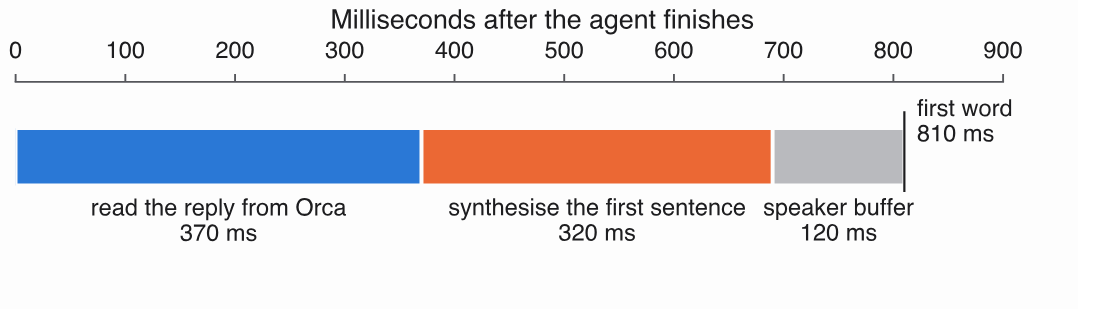 Milliseconds after the agent finishes
0 100 200 300 400 500 600 700 800 900
first word
810 ms
read the reply from Orca
370 ms
synthesise the first sentence
320 ms
speaker buffer
120 ms